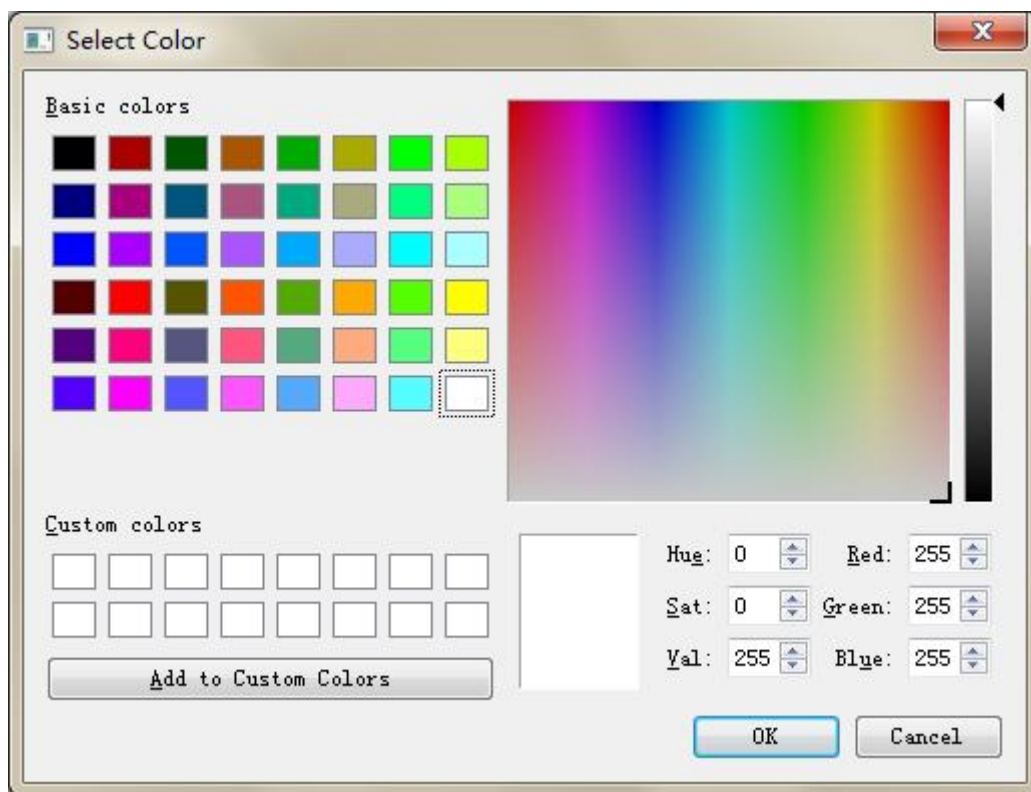 Select Color
Basic colors
Custom colors
Add to Custom Colors
Hue: 0 Red: 255
Sat: 0 Green: 255
Val: 255 Blue: 255
OK Cancel